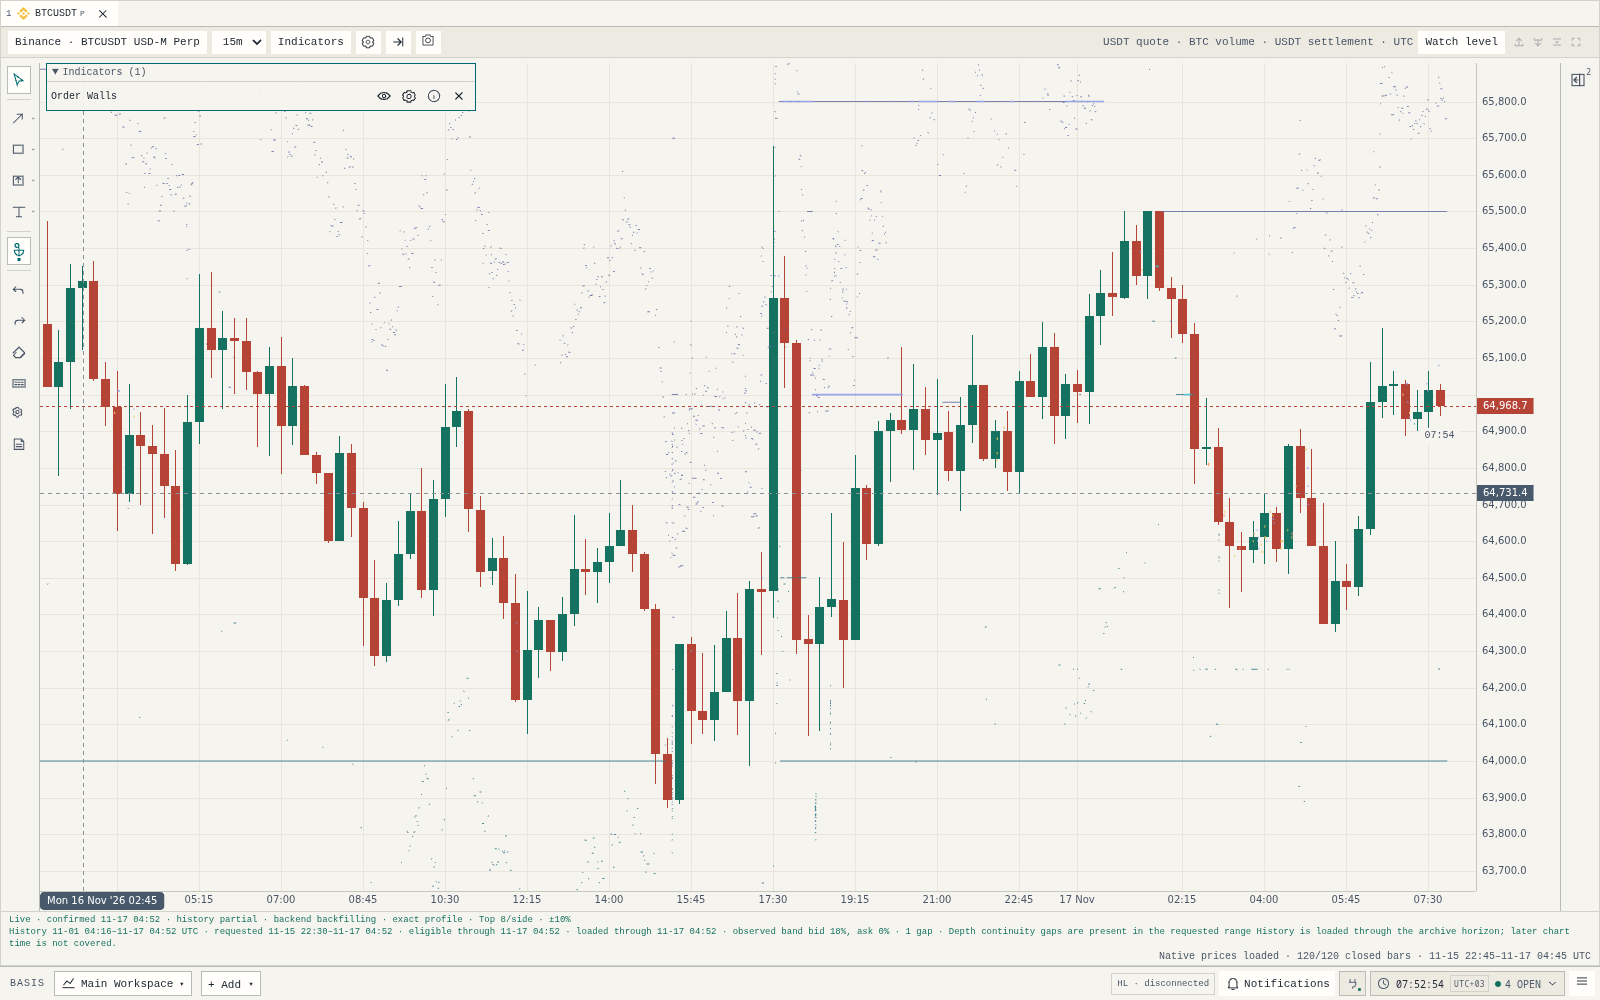 1 BTCUSDT P
Binance · BTCUSDT USD-M Perp 15m Indicators USDT quote · BTC volume · USDT settlement · UTC Watch level
▼ Indicators (1)
Order Walls
2
65,800.0
65,700.0
65,600.0
65,500.0
65,400.0
65,300.0
65,200.0
65,100.0
64,968.7
64,900.0
07:54
64,800.0
64,731.4
64,700.0
64,600.0
64,500.0
64,400.0
64,300.0
64,200.0
64,100.0
64,000.0
63,900.0
63,800.0
63,700.0
Mon 16 Nov '26 02:45 05:15 07:00 08:45 10:30 12:15 14:00 15:45 17:30 19:15 21:00 22:45 17 Nov 02:15 04:00 05:45 07:30
Live · confirmed 11-17 04:52 · history partial · backend backfilling · exact profile · Top 8/side · ±10%
History 11-01 04:16–11-17 04:52 UTC · requested 11-15 22:30–11-17 04:52 · eligible through 11-17 04:52 · loaded through 11-17 04:52 · observed band bid 18%, ask 0% · 1 gap · Depth continuity gaps are present in the requested range History is loaded through the archive horizon; later chart
time is not covered.
Native prices loaded · 120/120 closed bars · 11-15 22:45–11-17 04:45 UTC
BASIS Main Workspace + Add HL · disconnected Notifications 07:52:54 UTC+03 4 OPEN